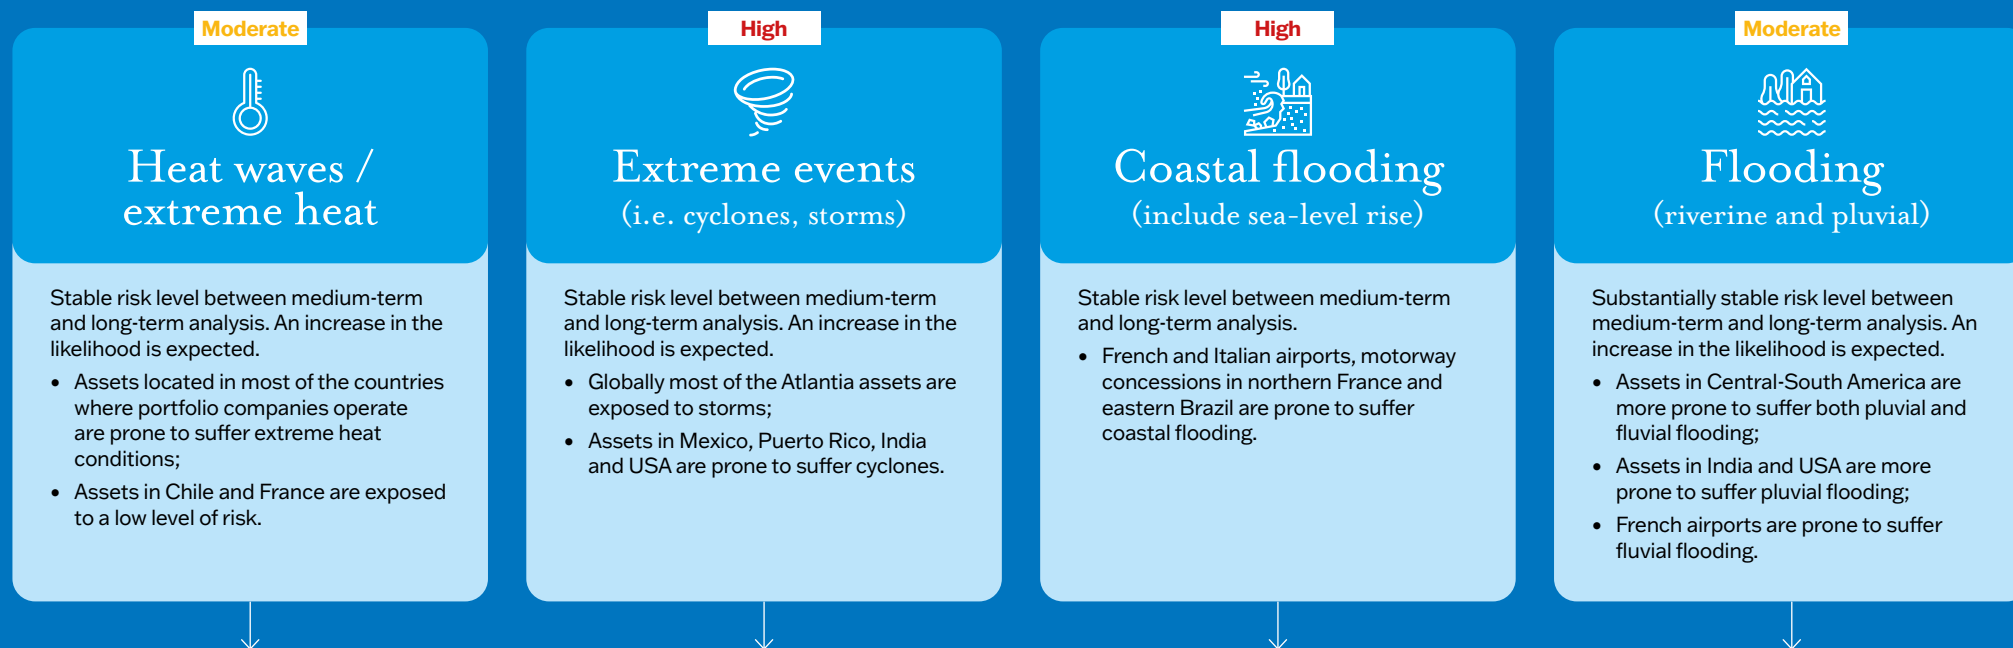 Moderate
Heat waves /
extreme heat
Stable risk level between medium-term
and long-term analysis. An increase in the
likelihood is expected.
• Assets located in most of the countries
where portfolio companies operate
are prone to suffer extreme heat
conditions;
• Assets in Chile and France are exposed
to a low level of risk.
High
Extreme events
(i.e. cyclones, storms)
Stable risk level between medium-term
and long-term analysis. An increase in the
likelihood is expected.
• Globally most of the Atlantia assets are
exposed to storms;
• Assets in Mexico, Puerto Rico, India
and USA are prone to suffer cyclones.
High
Coastal flooding
(include sea-level rise)
Stable risk level between medium-term
and long-term analysis.
• French and Italian airports, motorway
concessions in northern France and
eastern Brazil are prone to suffer
coastal flooding.
Moderate
Flooding
(riverine and pluvial)
Substantially stable risk level between
medium-term and long-term analysis. An
increase in the likelihood is expected.
• Assets in Central-South America are
more prone to suffer both pluvial and
fluvial flooding;
• Assets in India and USA are more
prone to suffer pluvial flooding;
• French airports are prone to suffer
fluvial flooding.